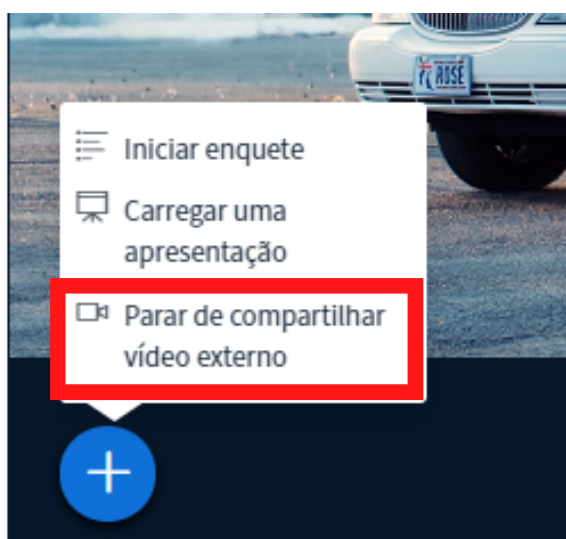 ROSE
Iniciar enquete
Carregar uma
apresentação
Parar de compartilhar
vídeo externo